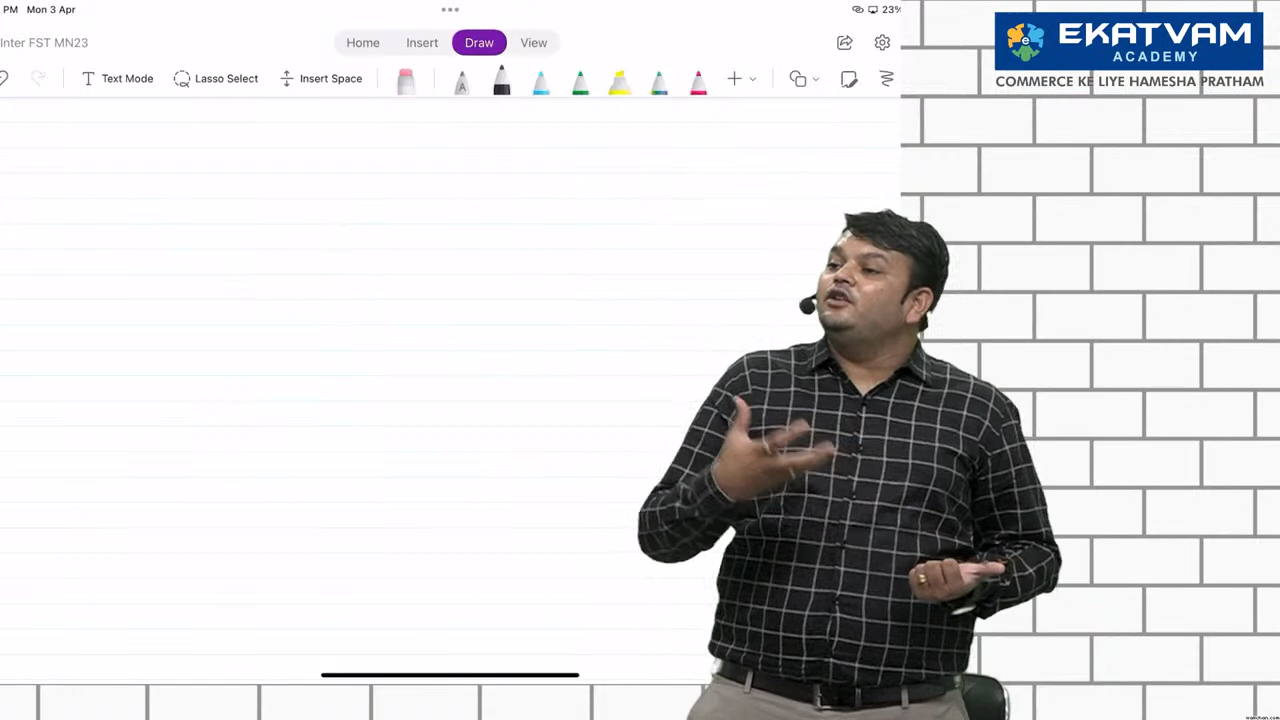 PM Mon 3 Apr
23%
Inter FST MN23
Home Insert Draw View
Text Mode Lasso Select Insert Space
EKATVAM
ACADEMY
COMMERCE KE LIYE HAMESHA PRATHAM